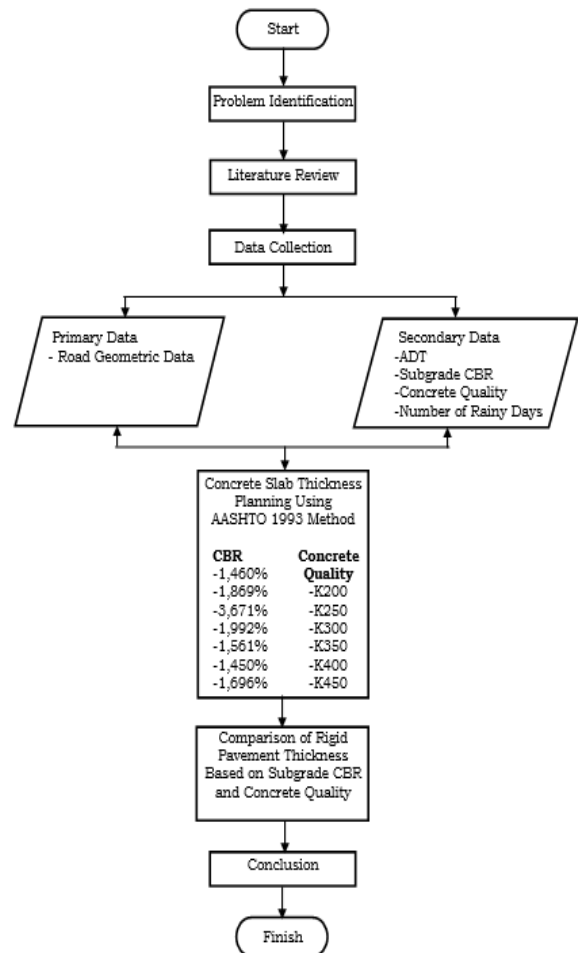 Start
Problem Identification
Literature Review
Data Collection
Primary Data
- Road Geometric Data
Secondary Data
-ADT
-Subgrade CBR
-Concrete Quality
-Number of Rainy Days
Concrete Slab Thickness
Planning Using
AASHTO 1993 Method
CBR Concrete
-1,460% Quality
-1,869% -K200
-3,671% -K250
-1,992% -K300
-1,561% -K350
-1,450% -K400
-1,696% -K450
Comparison of Rigid
Pavement Thickness
Based on Subgrade CBR
and Concrete Quality
Conclusion
Finish